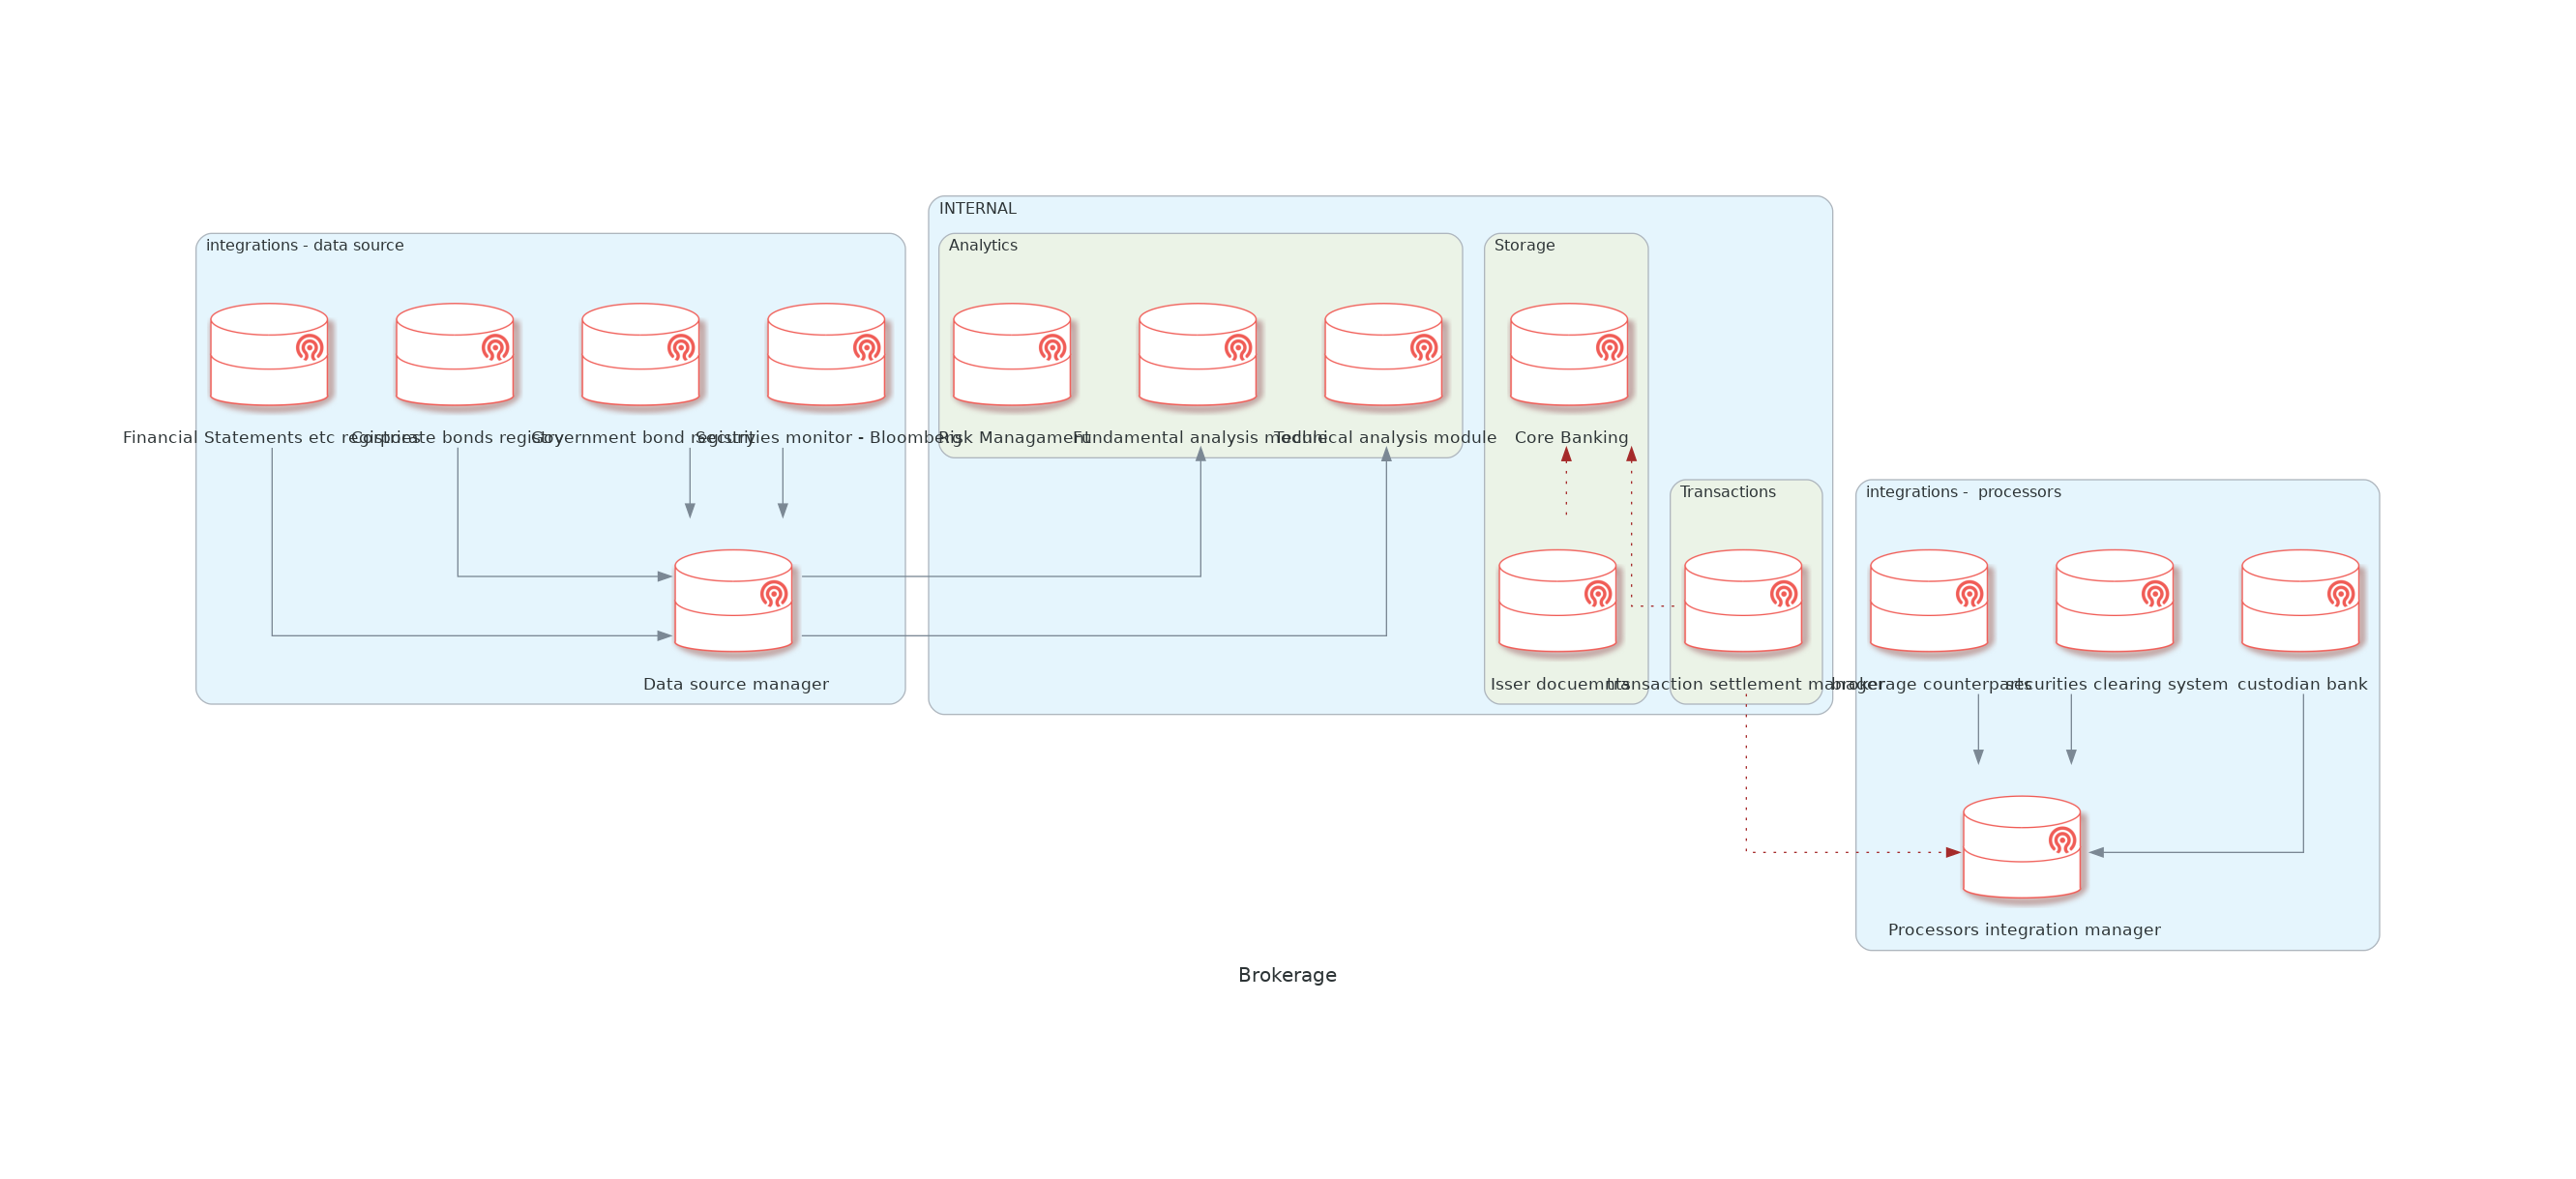 INTERNAL
integrations - data source
Analytics
Storage
Financial Statements etc registries
Corporate bonds registry
Government bond registry
Securities monitor - Bloomberg
Risk Managament
Fundamental analysis module
Technical analysis module
Core Banking
Transactions
integrations -  processors
Data source manager
Isser docuemnts
transaction settlement manager
brokerage counterparts
securities clearing system
custodian bank
Processors integration manager
Brokerage